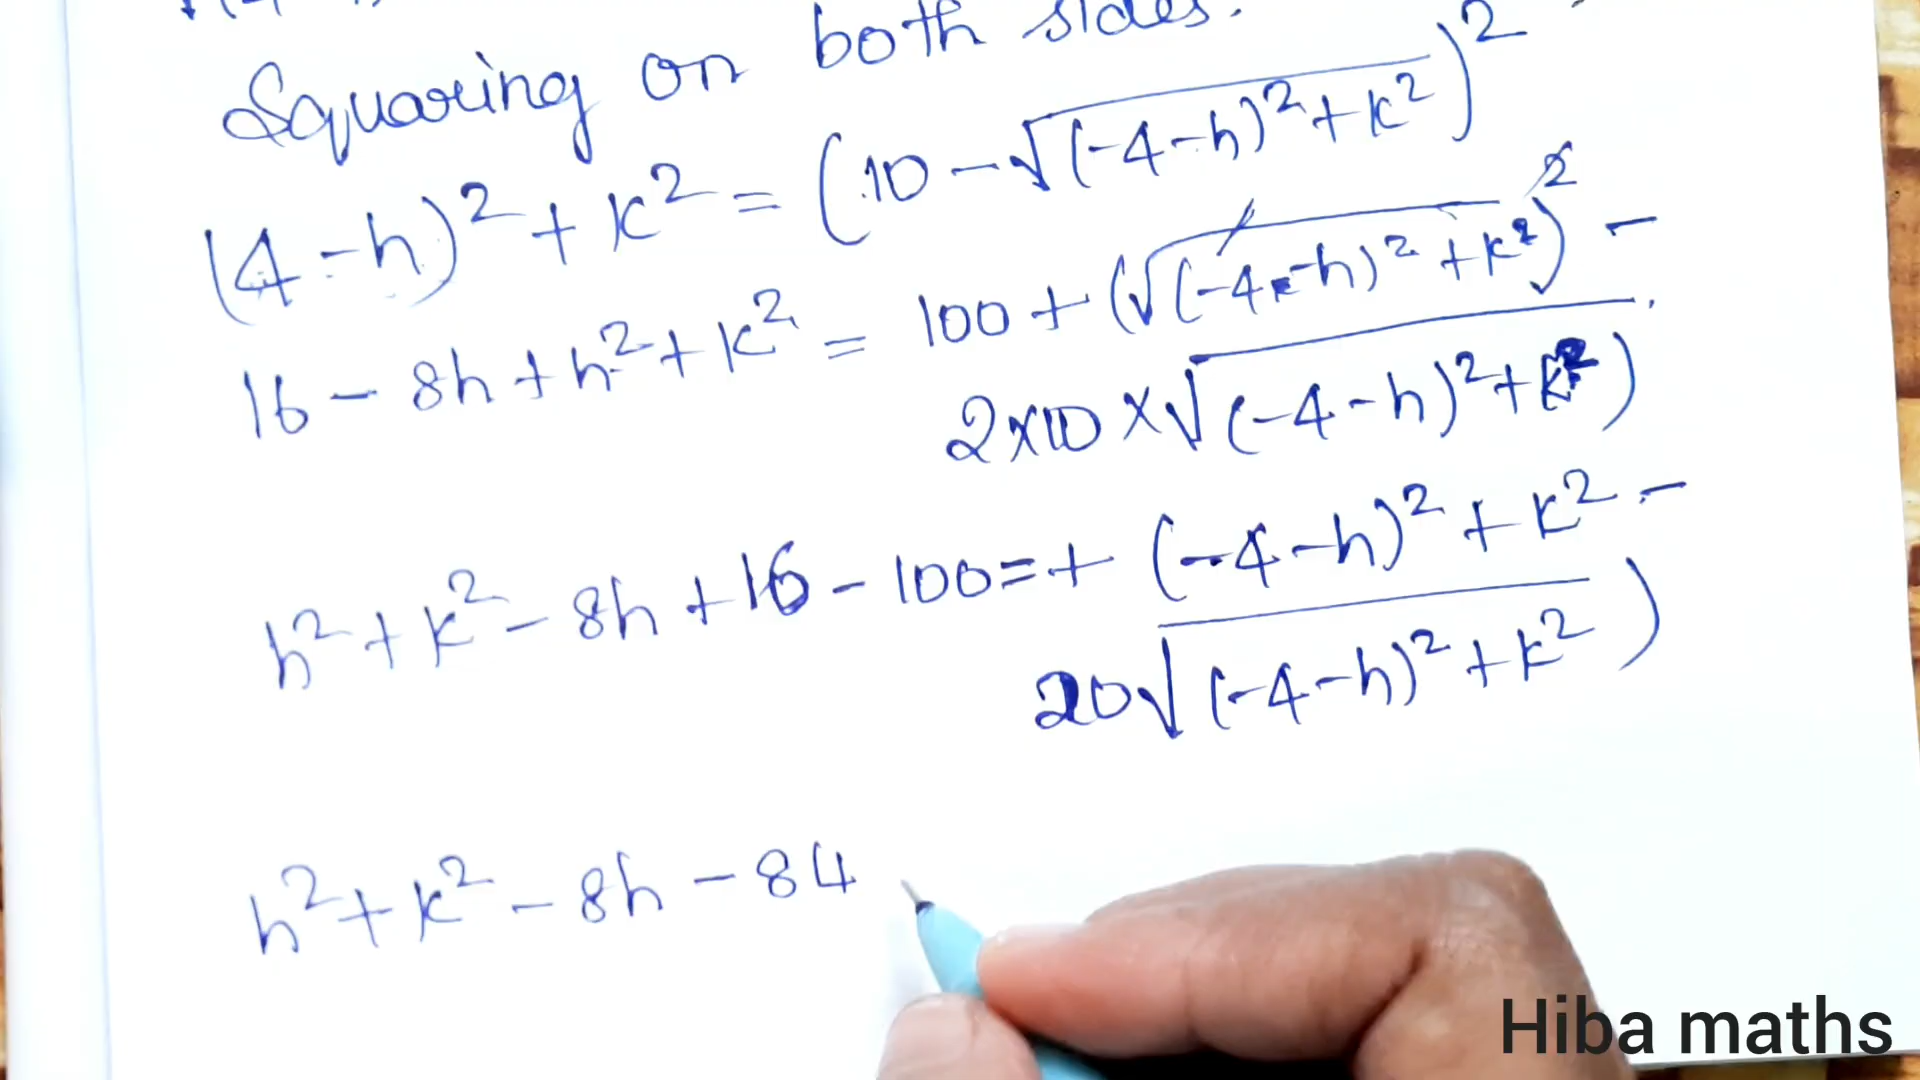 Squaring on both sides.
(4-h)² + k² = (10 - √(-4-h)² + k²)²
16 - 8h + h² + k² = 100 + (√(-4-h)² + k²)² -
2×10 × √(-4-h)² + k²)
h² + k² - 8h + 16 - 100 = + (-4-h)² + k² -
20√(-4-h)² + k²)
h² + k² - 8h - 84
Hiba maths